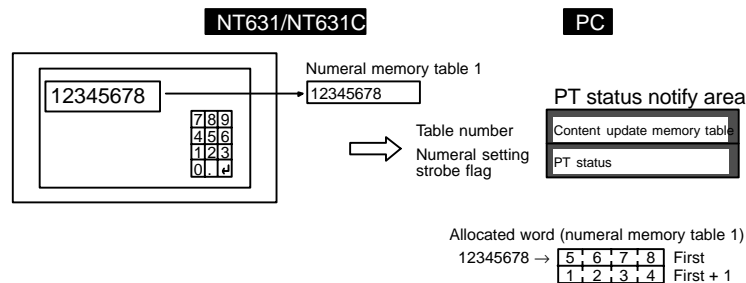 NT631/NT631C
PC
Numeral memory table 1
12345678
12345678
PT status notify area
7 8 9
4 5 6
1 2 3
0 . ↵
Table number
Numeral setting
strobe flag
Content update memory table
PT status
Allocated word (numeral memory table 1)
12345678 → 5 6 7 8 First
1 2 3 4 First + 1